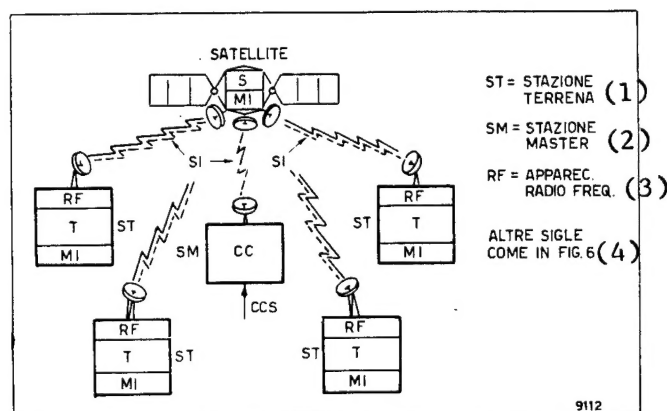 SATELLITE
S
MI
ST = STAZIONE
TERRENA (1)
SM = STAZIONE
MASTER (2)
RF = APPAREC.
RADIO FREQ. (3)
ALTRE SIGLE
COME IN FIG. 6 (4)
SI
SI
RF
T
MI
ST
SM
CC
CCS
ST
RF
T
MI
RF
T
MI
ST
ST
RF
T
MI
9112